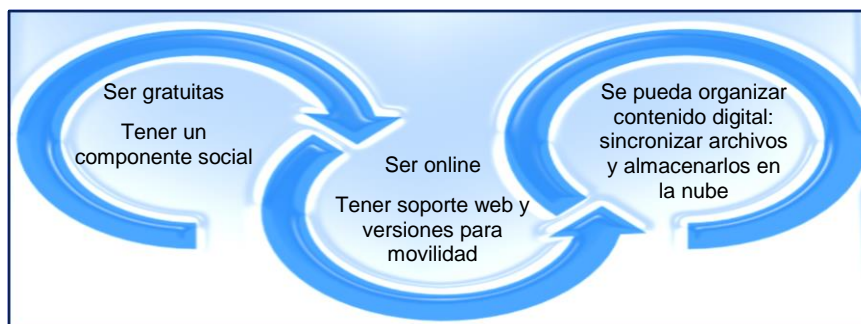 Ser gratuitas
Tener un
componente social
Ser online
Tener soporte web y
versiones para
movilidad
Se pueda organizar
contenido digital:
sincronizar archivos
y almacenarlos en
la nube